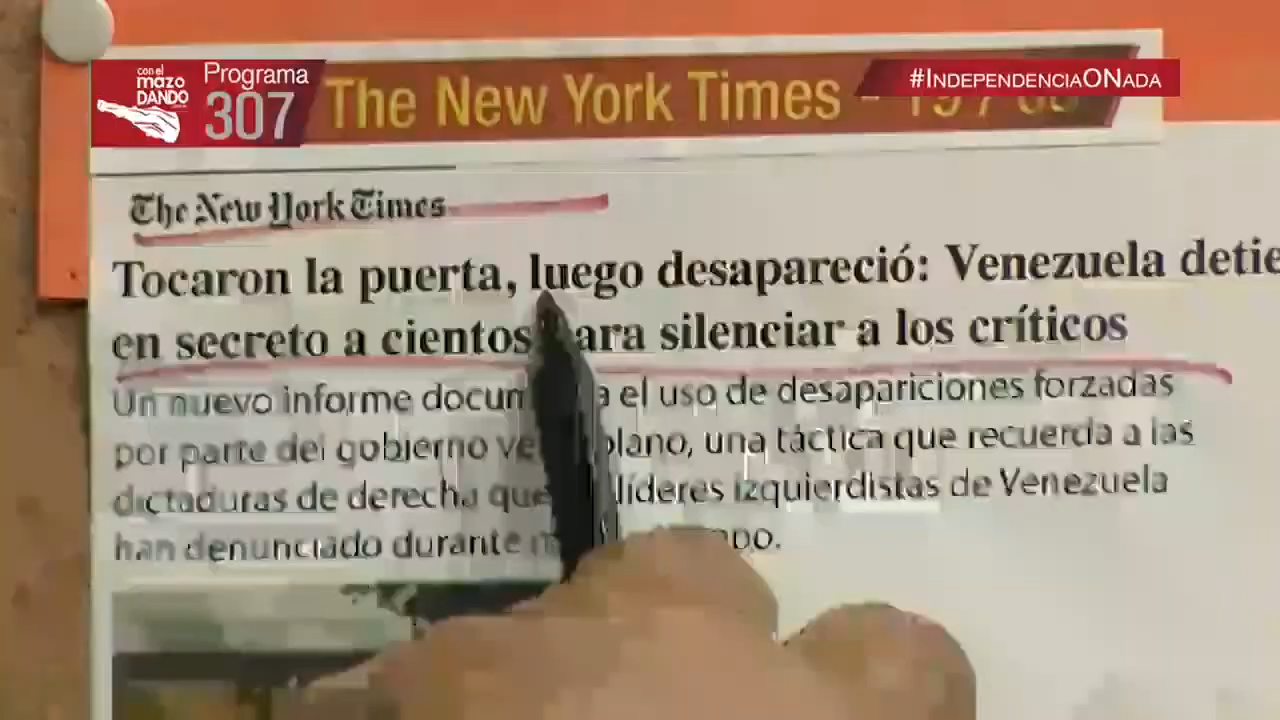 con el
mazo
DANDO
Programa
307
#INDEPENDENCIAONADA
The New York Times -
The New York Times
Tocaron la puerta, luego desapareció: Venezuela detie
en secreto a cientos para silenciar a los críticos
Un nuevo informe docum a el uso de desapariciones forzadas
por parte del gobierno ve olano, una táctica que recuerda a las
dictaduras de derecha que líderes izquierdistas de Venezuela
han denunciado durante po.